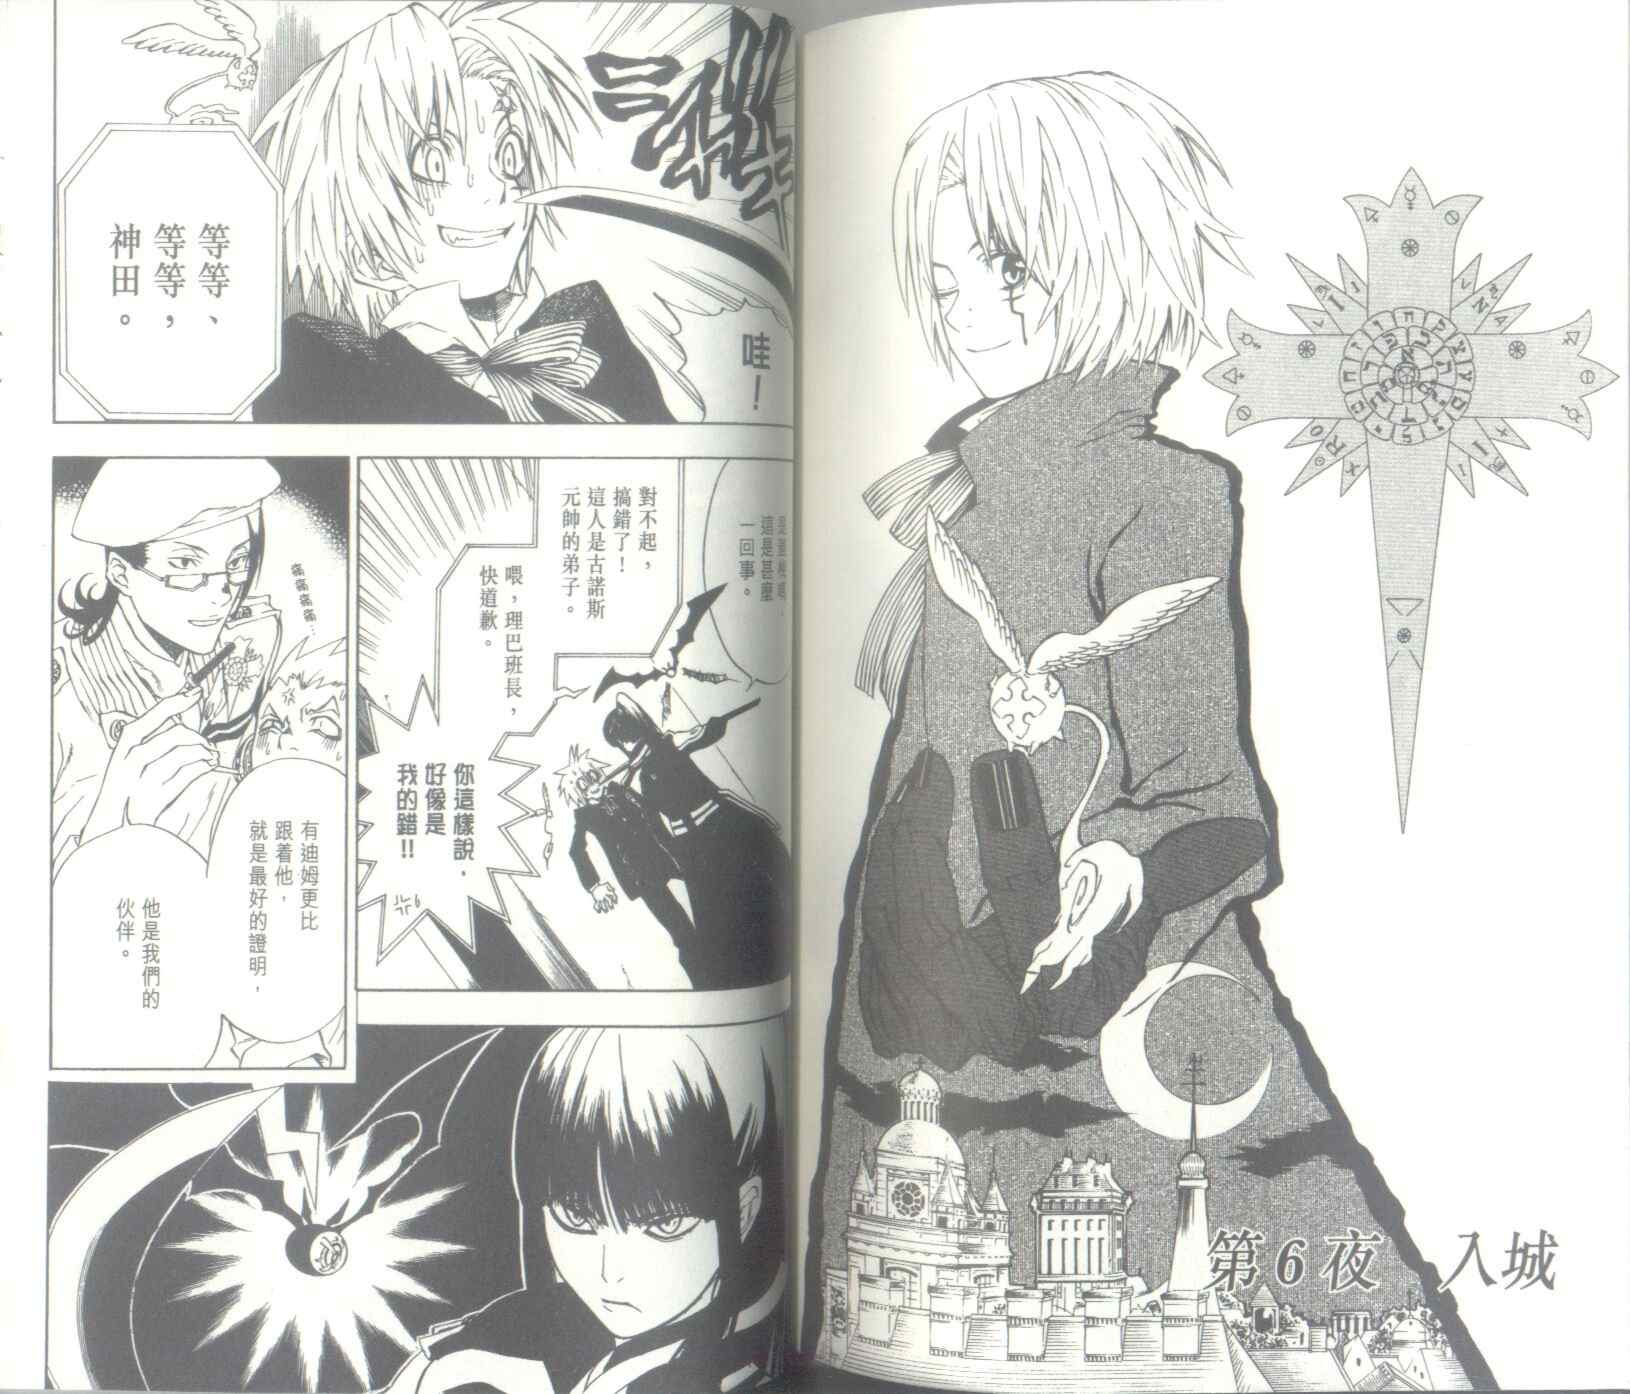 第6夜　入城
哇！
等等、
等等，
神田。
這是甚麼
一回事。
對不起，
搞錯了！
這人是古諾斯
元帥的弟子。
喂，理巴班長，
快道歉。
你這樣說，
好像是
我的錯!!
痛痛痛痛…
有迪姆更比
跟着他，
就是最好的證明，
他是我們的
伙伴。